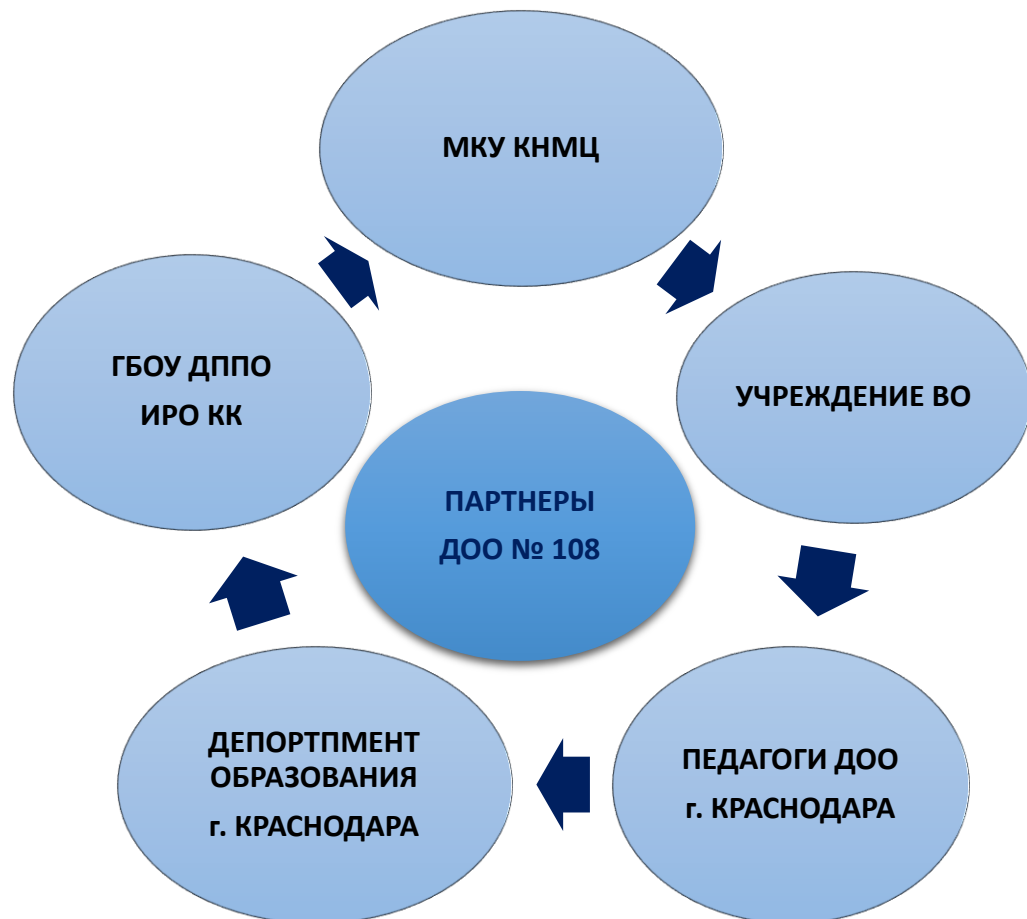 МКУ КНМЦ
ГБОУ ДППО
ИРО КК
УЧРЕЖДЕНИЕ ВО
ПАРТНЕРЫ
ДОО № 108
ДЕПОРТПМЕНТ
ОБРАЗОВАНИЯ
г. КРАСНОДАРА
ПЕДАГОГИ ДОО
г. КРАСНОДАРА